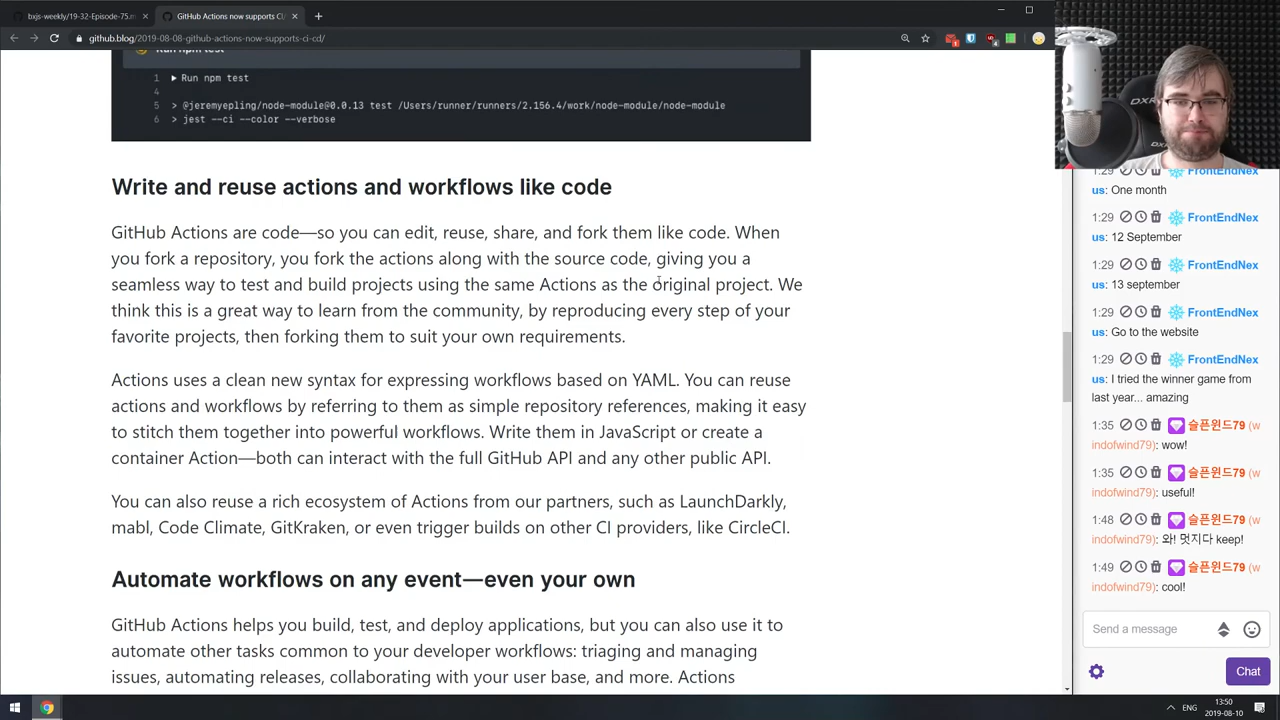 bxjs-weekly/19-32-Episode-75.m
GitHub Actions now supports CI/
github.blog/2019-08-08-github-actions-now-supports-ci-cd/
Run npm test
1 ▶ Run npm test
4
5 > @jeremyepling/node-module@0.0.13 test /Users/runner/runners/2.156.4/work/node-module/node-module
6 > jest --ci --color --verbose
Write and reuse actions and workflows like code
GitHub Actions are code—so you can edit, reuse, share, and fork them like code. When
you fork a repository, you fork the actions along with the source code, giving you a
seamless way to test and build projects using the same Actions as the original project. We
think this is a great way to learn from the community, by reproducing every step of your
favorite projects, then forking them to suit your own requirements.
Actions uses a clean new syntax for expressing workflows based on YAML. You can reuse
actions and workflows by referring to them as simple repository references, making it easy
to stitch them together into powerful workflows. Write them in JavaScript or create a
container Action—both can interact with the full GitHub API and any other public API.
You can also reuse a rich ecosystem of Actions from our partners, such as LaunchDarkly,
mabl, Code Climate, GitKraken, or even trigger builds on other CI providers, like CircleCI.
Automate workflows on any event—even your own
GitHub Actions helps you build, test, and deploy applications, but you can also use it to
automate other tasks common to your developer workflows: triaging and managing
issues, automating releases, collaborating with your user base, and more. Actions
DXR
1:29 FrontEndNex
us: One month
1:29 FrontEndNex
us: 12 September
1:29 FrontEndNex
us: 13 september
1:29 FrontEndNex
us: Go to the website
1:29 FrontEndNex
us: I tried the winner game from
last year... amazing
1:35 슬픈윈드79 (w
indofwind79): wow!
1:35 슬픈윈드79 (w
indofwind79): useful!
1:48 슬픈윈드79 (w
indofwind79): 와! 멋지다 keep!
1:49 슬픈윈드79 (w
indofwind79): cool!
Send a message
Chat
ENG
13:50
2019-08-10